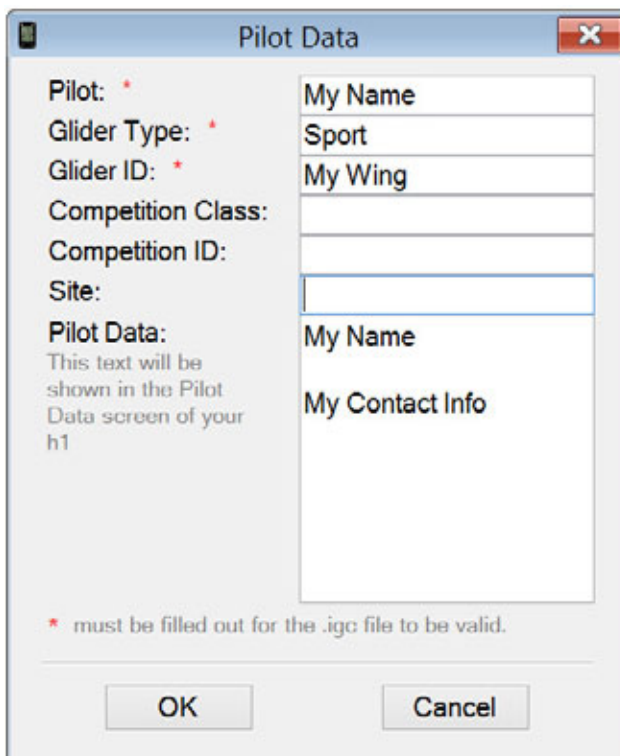 Pilot Data
Pilot: * My Name
Glider Type: * Sport
Glider ID: * My Wing
Competition Class:
Competition ID:
Site:
Pilot Data: My Name
This text will be
shown in the Pilot
Data screen of your
h1
My Contact Info
* must be filled out for the .igc file to be valid.
OK Cancel